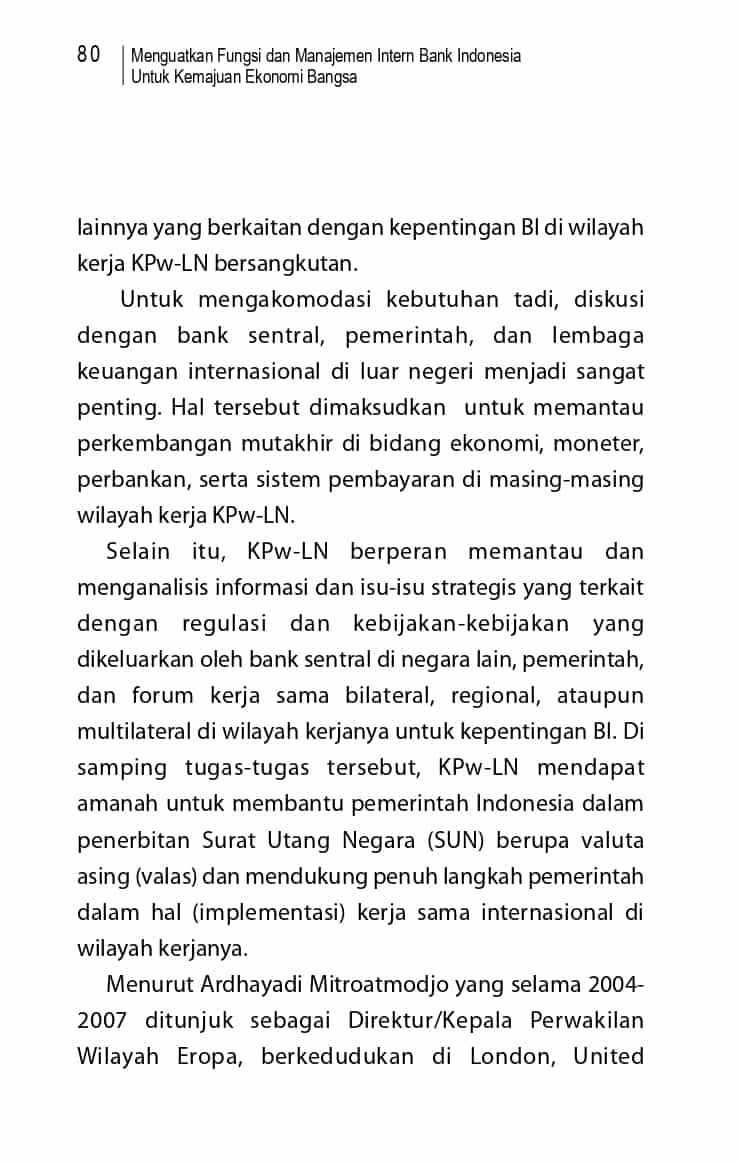 80
Menguatkan Fungsi dan Manajemen Intern Bank Indonesia
Untuk Kemajuan Ekonomi Bangsa
lainnya yang berkaitan dengan kepentingan BI di wilayah
kerja KPw-LN bersangkutan.
Untuk mengakomodasi kebutuhan tadi, diskusi
dengan bank sentral, pemerintah, dan lembaga
keuangan internasional di luar negeri menjadi sangat
penting. Hal tersebut dimaksudkan untuk memantau
perkembangan mutakhir di bidang ekonomi, moneter,
perbankan, serta sistem pembayaran di masing-masing
wilayah kerja KPw-LN.
Selain itu, KPw-LN berperan memantau dan
menganalisis informasi dan isu-isu strategis yang terkait
dengan regulasi dan kebijakan-kebijakan yang
dikeluarkan oleh bank sentral di negara lain, pemerintah,
dan forum kerja sama bilateral, regional, ataupun
multilateral di wilayah kerjanya untuk kepentingan BI. Di
samping tugas-tugas tersebut, KPw-LN mendapat
amanah untuk membantu pemerintah Indonesia dalam
penerbitan Surat Utang Negara (SUN) berupa valuta
asing (valas) dan mendukung penuh langkah pemerintah
dalam hal (implementasi) kerja sama internasional di
wilayah kerjanya.
Menurut Ardhayadi Mitroatmodjo yang selama 2004-
2007 ditunjuk sebagai Direktur/Kepala Perwakilan
Wilayah Eropa, berkedudukan di London, United